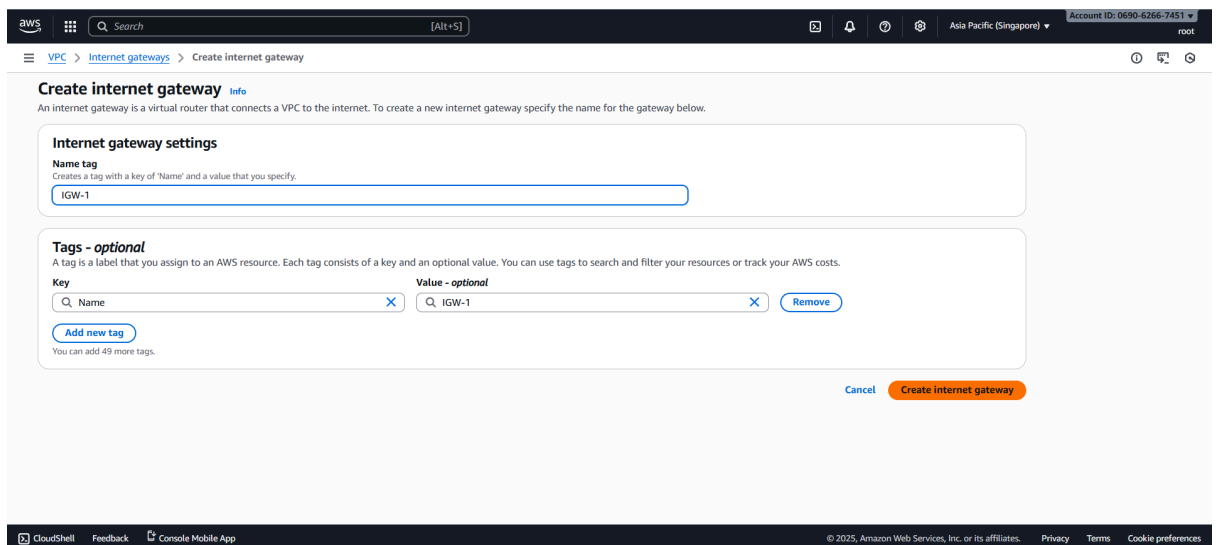 aws
Search [Alt+S]
Asia Pacific (Singapore)
Account ID: 0690-6266-7451
root
VPC > Internet gateways > Create internet gateway
Create internet gateway Info
An internet gateway is a virtual router that connects a VPC to the internet. To create a new internet gateway specify the name for the gateway below.
Internet gateway settings
Name tag
Creates a tag with a key of 'Name' and a value that you specify.
IGW-1
Tags - optional
A tag is a label that you assign to an AWS resource. Each tag consists of a key and an optional value. You can use tags to search and filter your resources or track your AWS costs.
Key Value - optional
Name IGW-1 Remove
Add new tag
You can add 49 more tags.
Cancel Create internet gateway
CloudShell Feedback Console Mobile App © 2025, Amazon Web Services, Inc. or its affiliates. Privacy Terms Cookie preferences